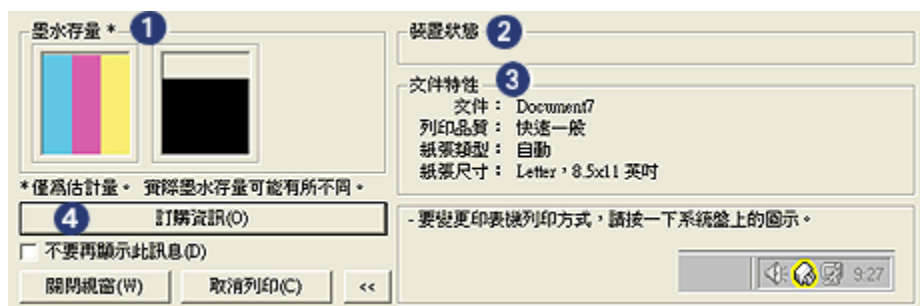 墨水存量 * 1
裝置狀態 2
文件特性 3
文件： Document7
列印品質： 快速一般
紙張類型： 自動
紙張尺寸： Letter，8.5x11 英吋
*僅為估計量。 實際墨水存量可能有所不同。
4 訂購資訊(O)
不要再顯示此訊息(D)
關閉視窗(W) 取消列印(C) <<
- 要變更印表機列印方式，請按一下系統盤上的圖示。
9:27